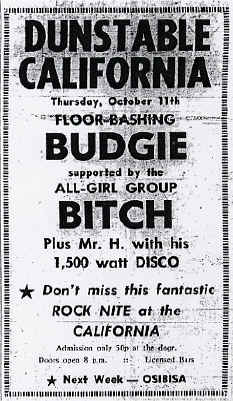 DUNSTABLE
CALIFORNIA
Thursday, October 11th
FLOOR-BASHING
BUDGIE
supported by the
ALL-GIRL GROUP
BITCH
Plus Mr. H. with his
1,500 watt DISCO
★ Don't miss this fantastic
ROCK NITE at the
CALIFORNIA
Admission only 50p at the door.
Doors open 8 p.m. :: Licensed Bars
★ Next Week — OSIBISA